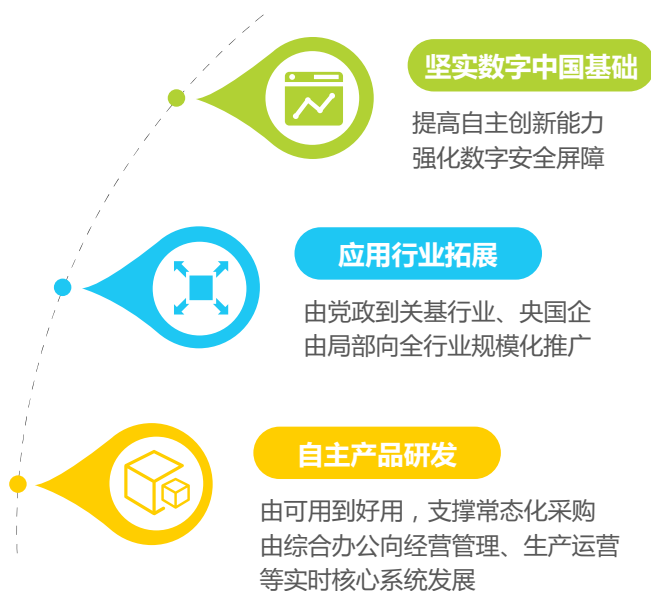 坚实数字中国基础
提高自主创新能力
强化数字安全屏障
应用行业拓展
由党政到关基行业、央国企
由局部向全行业规模化推广
自主产品研发
由可用到好用，支撑常态化采购
由综合办公向经营管理、生产运营
等实时核心系统发展